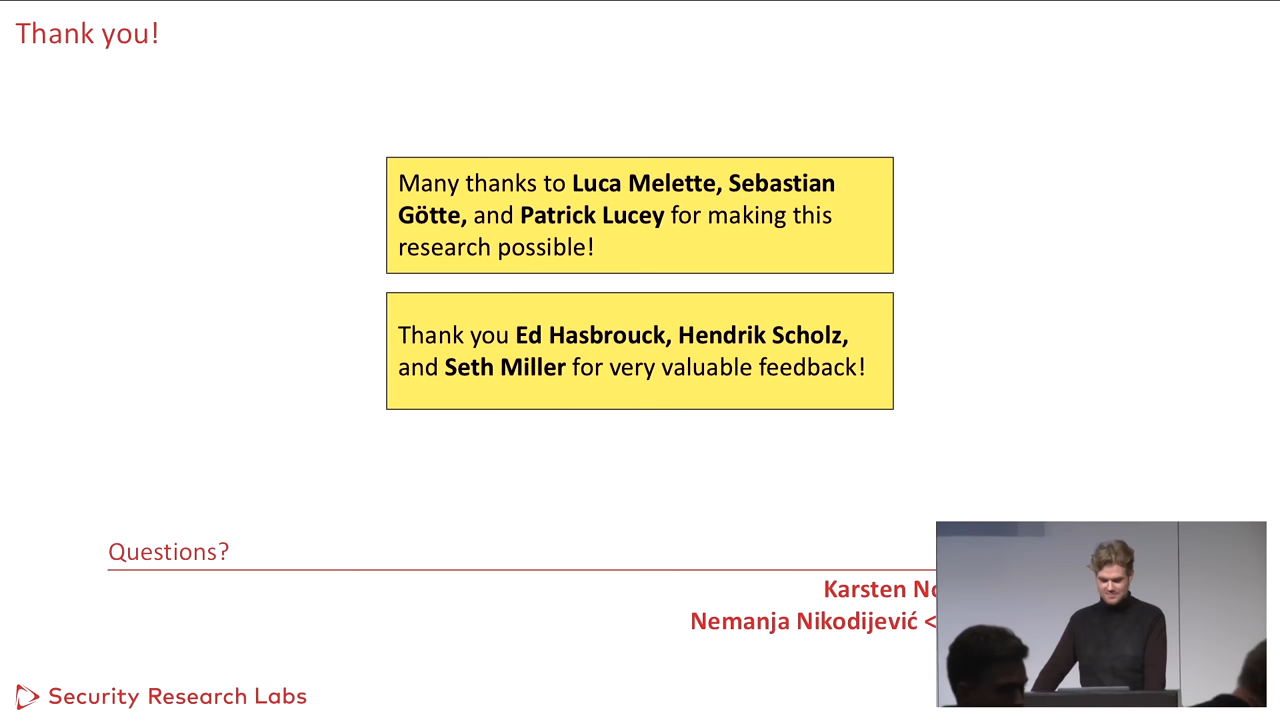 Thank you!
Many thanks to Luca Melette, Sebastian
Götte, and Patrick Lucey for making this
research possible!
Thank you Ed Hasbrouck, Hendrik Scholz,
and Seth Miller for very valuable feedback!
Questions?
Karsten
Nemanja Nikodijević <
Security Research Labs